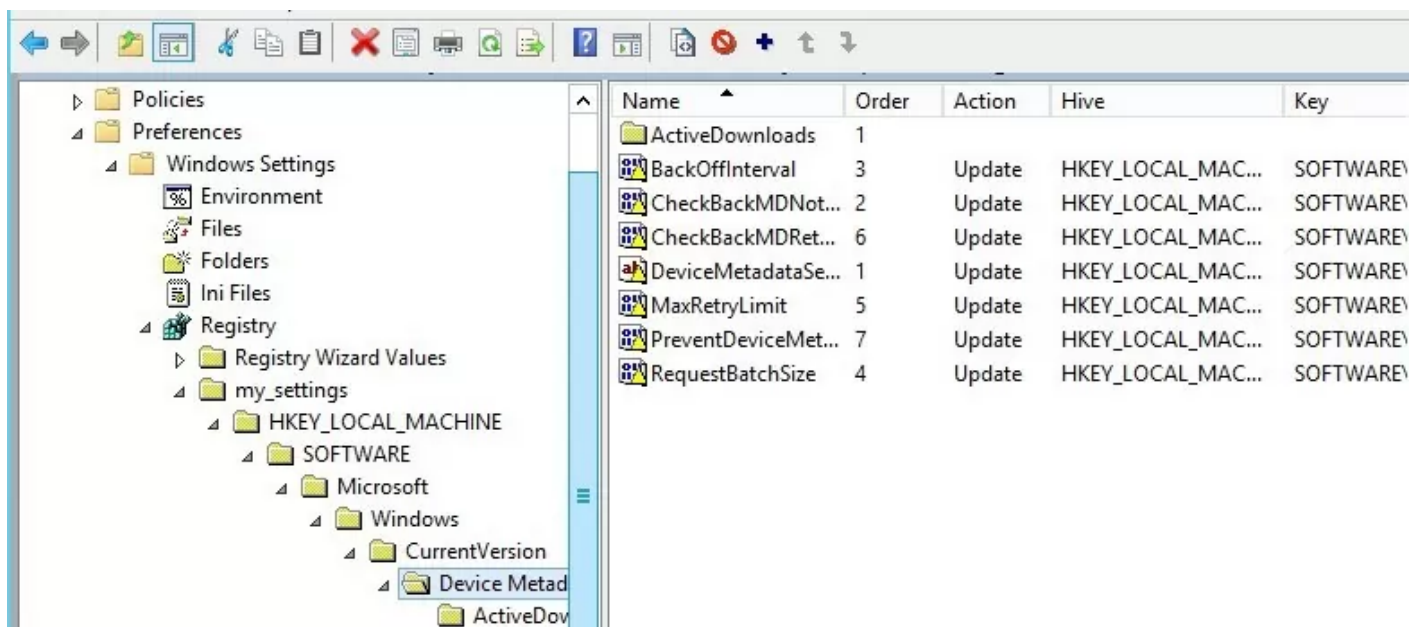 Policies
Preferences
Windows Settings
Environment
Files
Folders
Ini Files
Registry
Registry Wizard Values
my_settings
HKEY_LOCAL_MACHINE
SOFTWARE
Microsoft
Windows
CurrentVersion
Device Metad
ActiveDov
Name Order Action Hive Key
ActiveDownloads 1
BackOffInterval 3 Update HKEY_LOCAL_MAC... SOFTWARE\
CheckBackMDNot... 2 Update HKEY_LOCAL_MAC... SOFTWARE\
CheckBackMDRet... 6 Update HKEY_LOCAL_MAC... SOFTWARE\
DeviceMetadataSe... 1 Update HKEY_LOCAL_MAC... SOFTWARE\
MaxRetryLimit 5 Update HKEY_LOCAL_MAC... SOFTWARE\
PreventDeviceMet... 7 Update HKEY_LOCAL_MAC... SOFTWARE\
RequestBatchSize 4 Update HKEY_LOCAL_MAC... SOFTWARE\